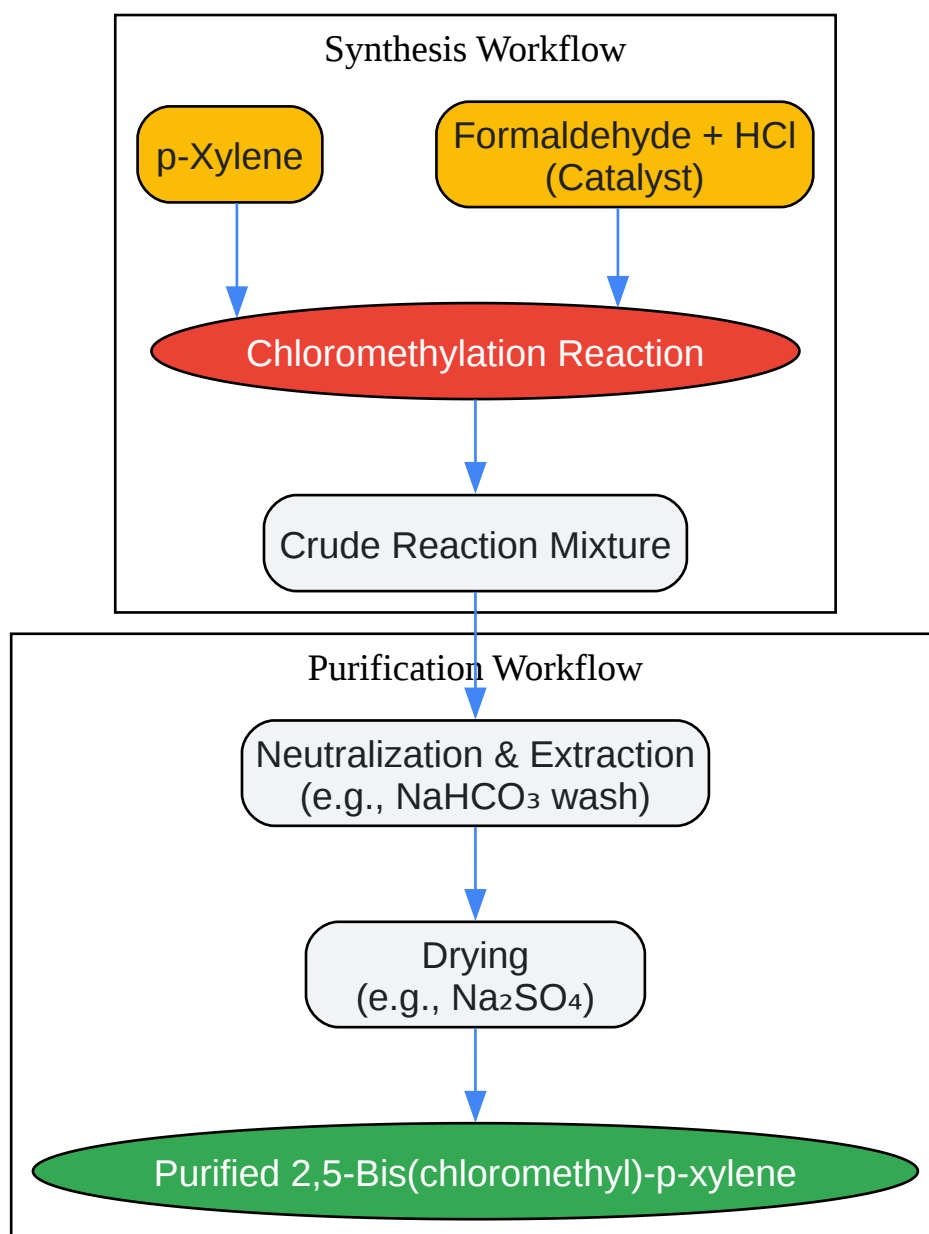 Synthesis Workflow
p-Xylene
Formaldehyde + HCl
(Catalyst)
Chloromethylation Reaction
Crude Reaction Mixture
Purification Workflow
Neutralization & Extraction
(e.g., NaHCO₃ wash)
Drying
(e.g., Na₂SO₄)
Purified 2,5-Bis(chloromethyl)-p-xylene